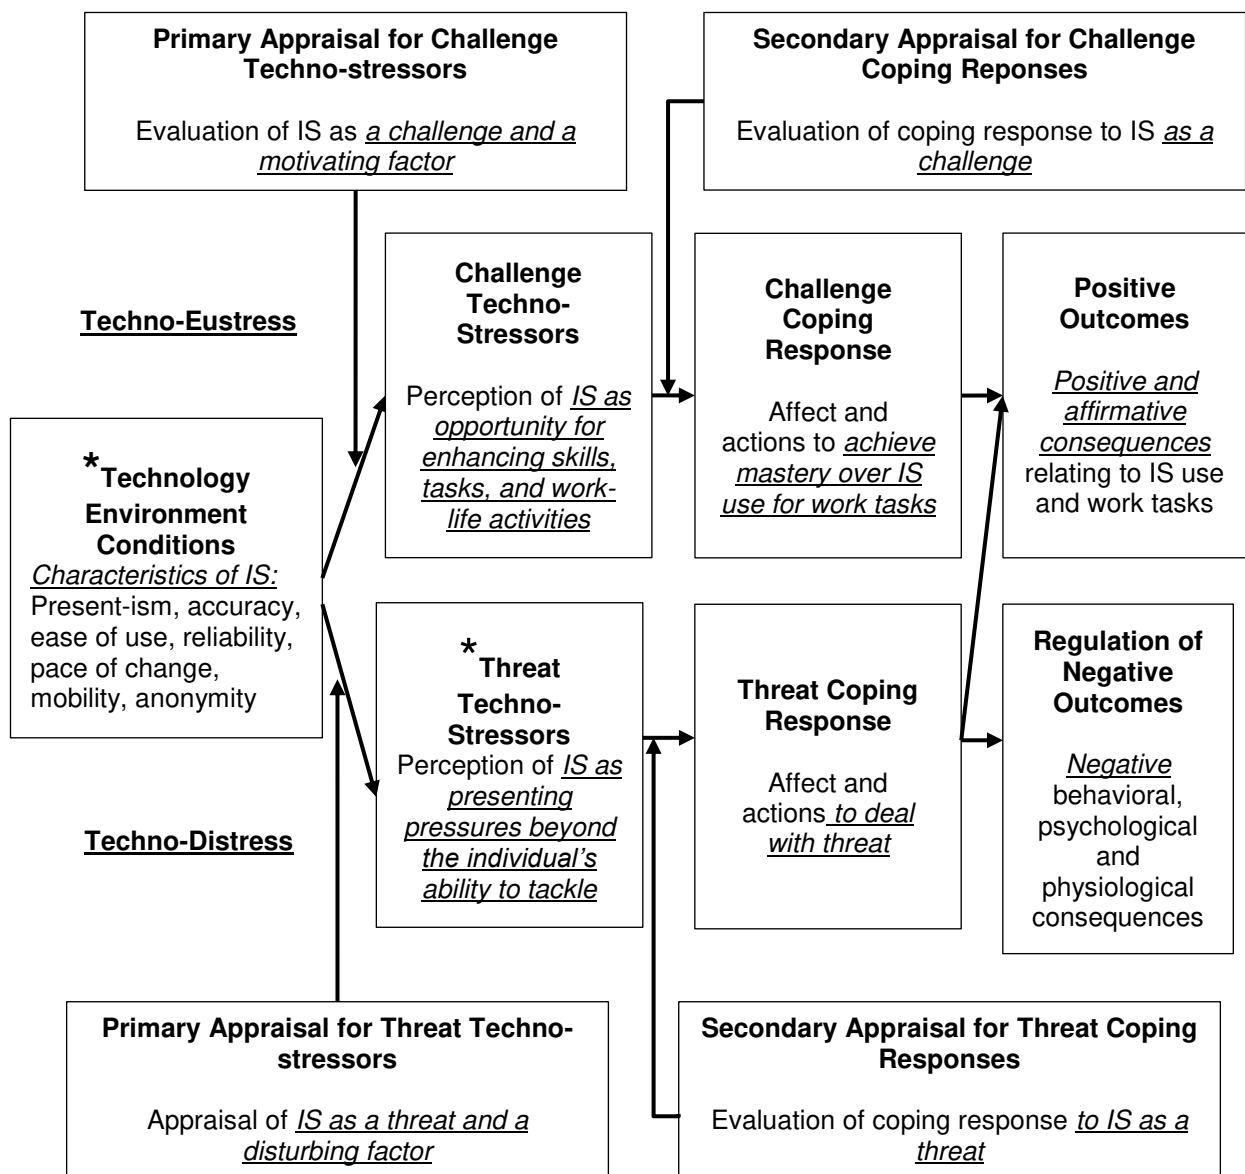 Primary Appraisal for Challenge
Techno-stressors
Evaluation of IS as a challenge and a
motivating factor
Secondary Appraisal for Challenge
Coping Reponses
Evaluation of coping response to IS as a
challenge
Techno-Eustress
Challenge
Techno-
Stressors
Perception of IS as
opportunity for
enhancing skills,
tasks, and work-
life activities
Challenge
Coping
Response
Affect and
actions to achieve
mastery over IS
use for work tasks
Positive
Outcomes
Positive and
affirmative
consequences
relating to IS use
and work tasks
*Technology
Environment
Conditions
Characteristics of IS:
Present-ism, accuracy,
ease of use, reliability,
pace of change,
mobility, anonymity
*Threat
Techno-
Stressors
Perception of IS as
presenting
pressures beyond
the individual's
ability to tackle
Threat Coping
Response
Affect and
actions to deal
with threat
Regulation of
Negative
Outcomes
Negative
behavioral,
psychological
and
physiological
consequences
Techno-Distress
Primary Appraisal for Threat Techno-
stressors
Appraisal of IS as a threat and a
disturbing factor
Secondary Appraisal for Threat Coping
Responses
Evaluation of coping response to IS as a
threat